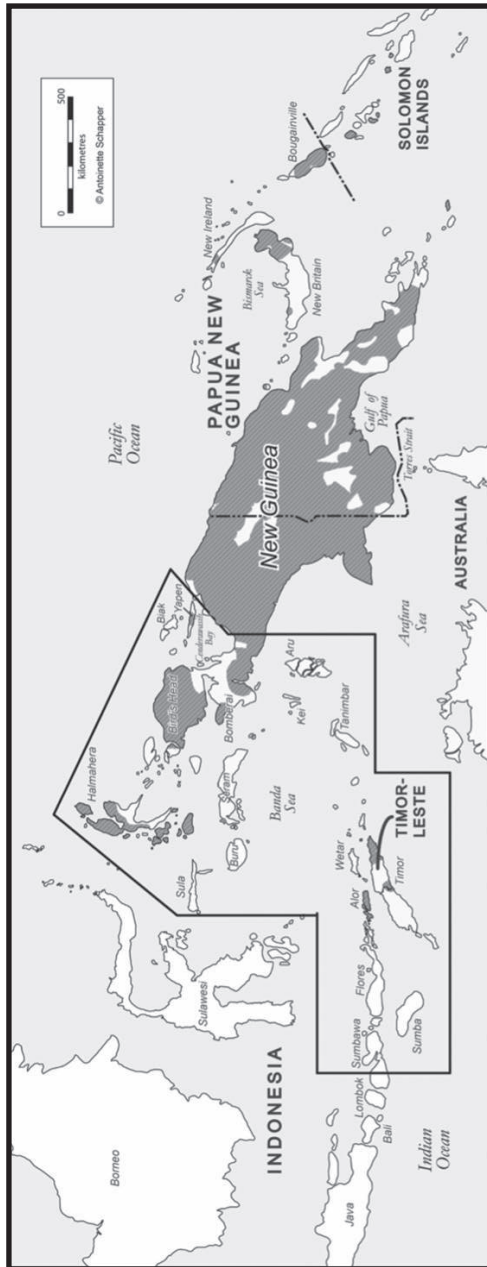 0
500
kilometres
© Antoinette Schapper
Pacific
Ocean
PAPUA NEW
GUINEA
New Ireland
Bismarck
Sea
New Britain
Bougainville
SOLOMON
ISLANDS
New Guinea
Gulf of
Papua
Torres Strait
AUSTRALIA
Arafura
Sea
Biak
Yapen
Cenderawasih
Bay
Bird's Head
Bomberai
Aru
Kei
Tanimbar
Halmahera
Seram
Buru
Banda
Sea
Sula
TIMOR-
LESTE
Wetar
Alor
Timor
Flores
Sumba
Sumbawa
Lombok
Bali
Sulawesi
INDONESIA
Borneo
Java
Indian
Ocean